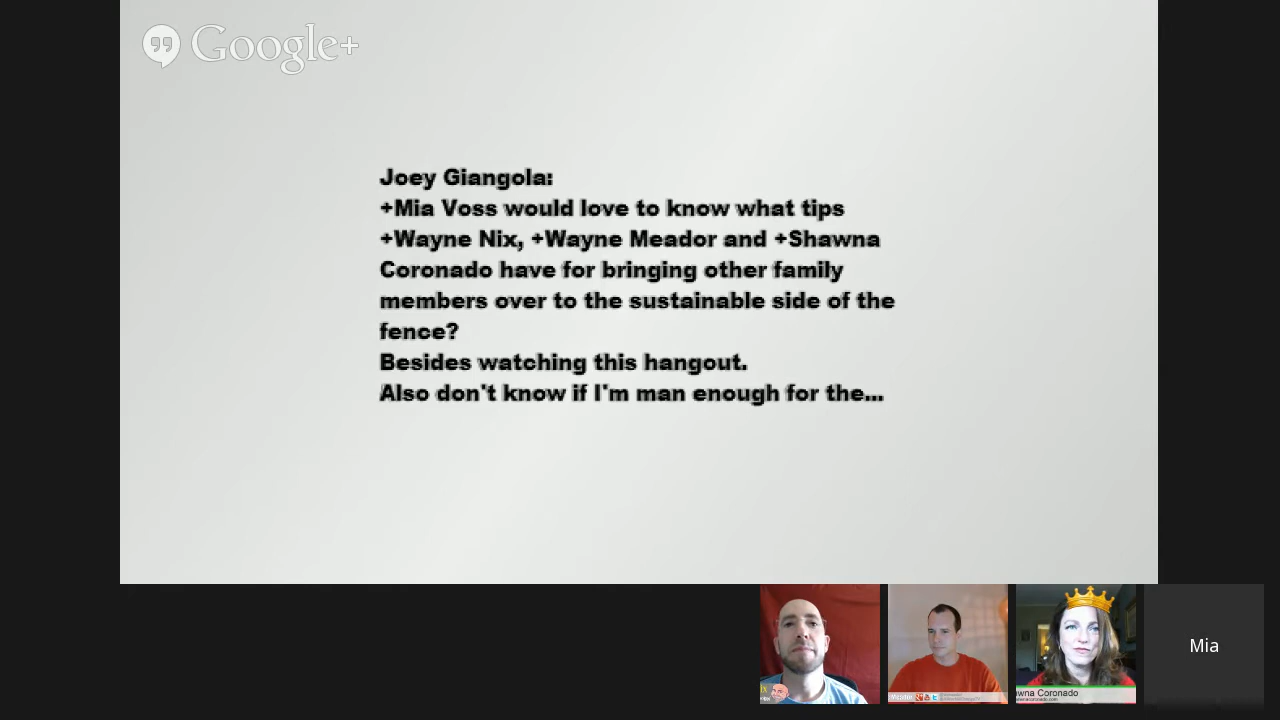 Google+
Joey Giangola:
+Mia Voss would love to know what tips
+Wayne Nix, +Wayne Meador and +Shawna
Coronado have for bringing other family
members over to the sustainable side of the
fence?
Besides watching this hangout.
Also don't know if I'm man enough for the...
wna Coronado
Mia